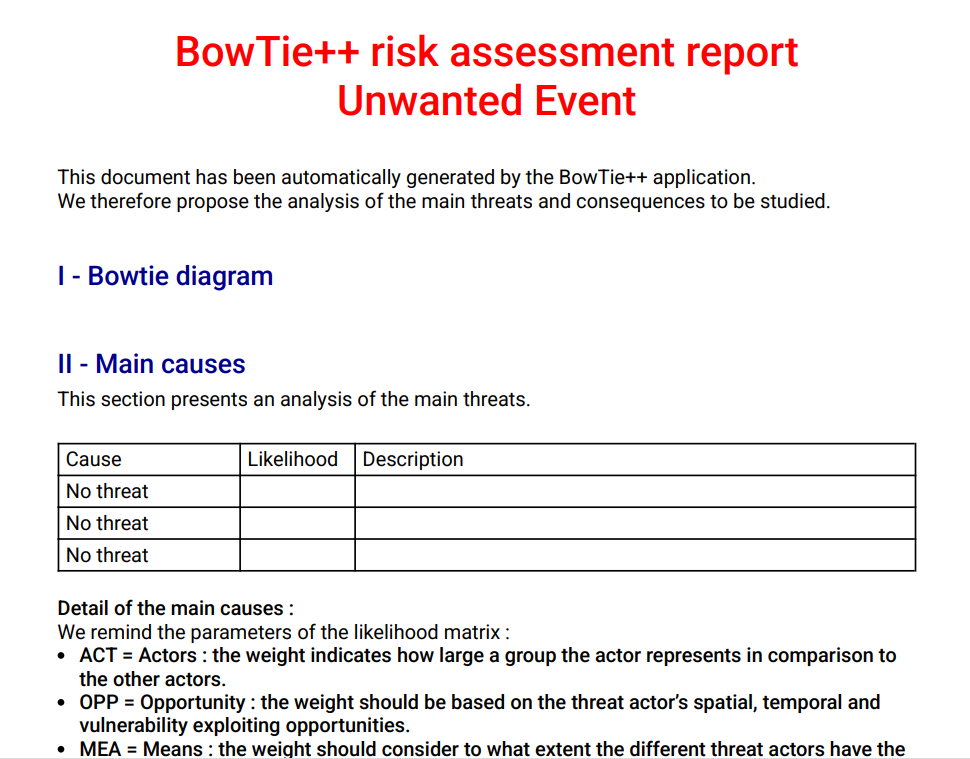 BowTie++ risk assessment report
Unwanted Event
This document has been automatically generated by the BowTie++ application.
We therefore propose the analysis of the main threats and consequences to be studied.
I - Bowtie diagram
II - Main causes
This section presents an analysis of the main threats.
Cause Likelihood Description
No threat
No threat
No threat
Detail of the main causes :
We remind the parameters of the likelihood matrix :
• ACT = Actors : the weight indicates how large a group the actor represents in comparison to
the other actors.
• OPP = Opportunity : the weight should be based on the threat actor’s spatial, temporal and
vulnerability exploiting opportunities.
• MEA = Means : the weight should consider to what extent the different threat actors have the